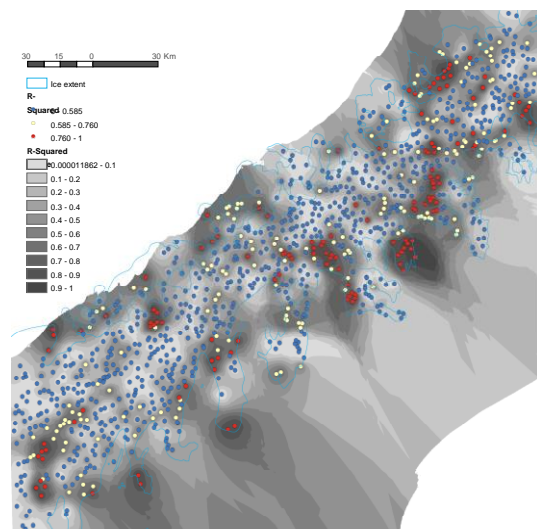 30 15 0 30 Km
Ice extent
R-
Squared
0 - 0.585
0.585 - 0.760
0.760 - 1
R-Squared
0.000011862 - 0.1
0.1 - 0.2
0.2 - 0.3
0.3 - 0.4
0.4 - 0.5
0.5 - 0.6
0.6 - 0.7
0.7 - 0.8
0.8 - 0.9
0.9 - 1